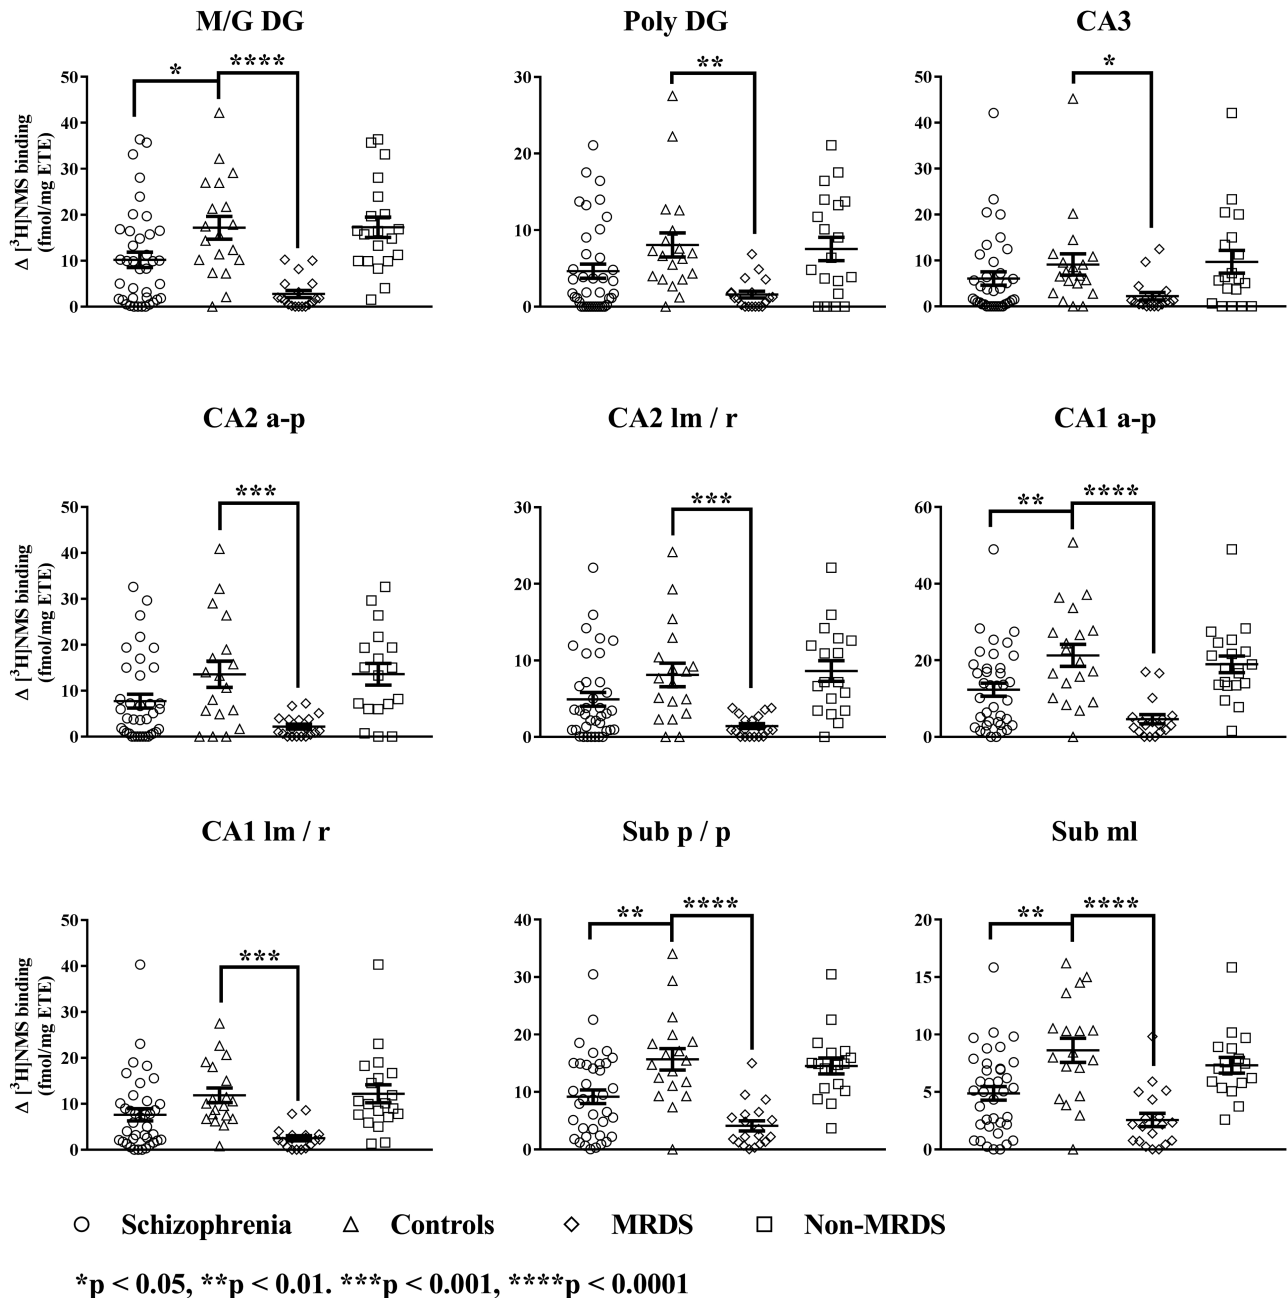 M/G DG
Poly DG
CA3
Δ [³H]NMS binding
(fmol/mg ETE)
50
40
30
20
10
0
*
****
30
20
10
0
**
50
40
30
20
10
0
*
CA2 a-p
CA2 lm / r
CA1 a-p
Δ [³H]NMS binding
(fmol/mg ETE)
50
40
30
20
10
0
***
30
20
10
0
***
60
40
20
0
**
****
CA1 lm / r
Sub p / p
Sub ml
Δ [³H]NMS binding
(fmol/mg ETE)
50
40
30
20
10
0
***
40
30
20
10
0
**
****
20
15
10
5
0
**
****
Schizophrenia
Controls
MRDS
Non-MRDS
*p < 0.05, **p < 0.01. ***p < 0.001, ****p < 0.0001